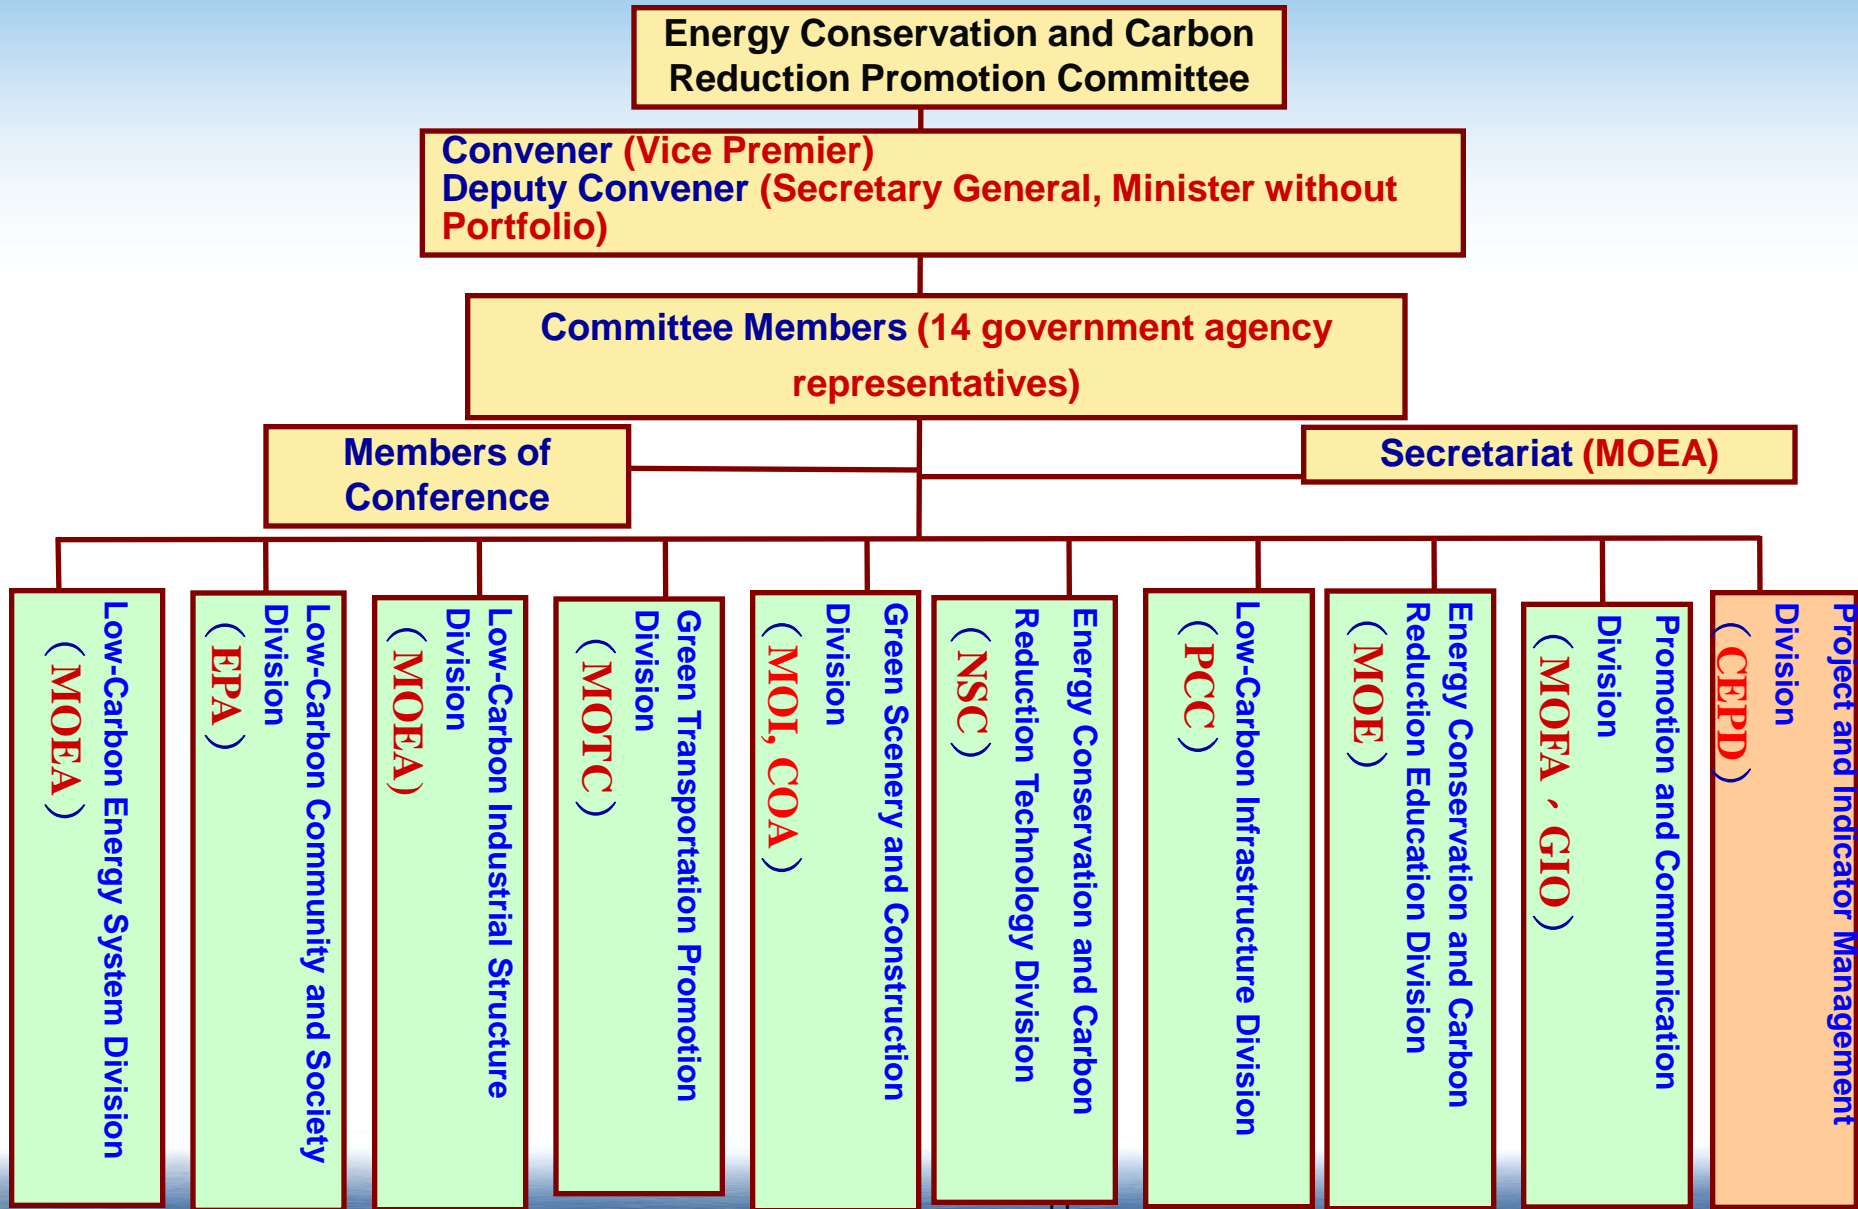 Energy Conservation and Carbon
Reduction Promotion Committee
Convener (Vice Premier)
Deputy Convener (Secretary General, Minister without
Portfolio)
Committee Members (14 government agency
representatives)
Members of
Conference
Secretariat (MOEA)
Low-Carbon Energy System Division
（MOEA）
Low-Carbon Community and Society
Division
（EPA）
Low-Carbon Industrial Structure
Division
（MOEA)
Green Transportation Promotion
Division
（MOTC）
Green Scenery and Construction
Division
（MOI, COA）
Energy Conservation and Carbon
Reduction Technology Division
（NSC）
Low-Carbon Infrastructure Division
（PCC）
Energy Conservation and Carbon
Reduction Education Division
（MOE）
Promotion and Communication
Division
（MOFA、GIO）
Project and Indicator Management
Division
（CEPD）